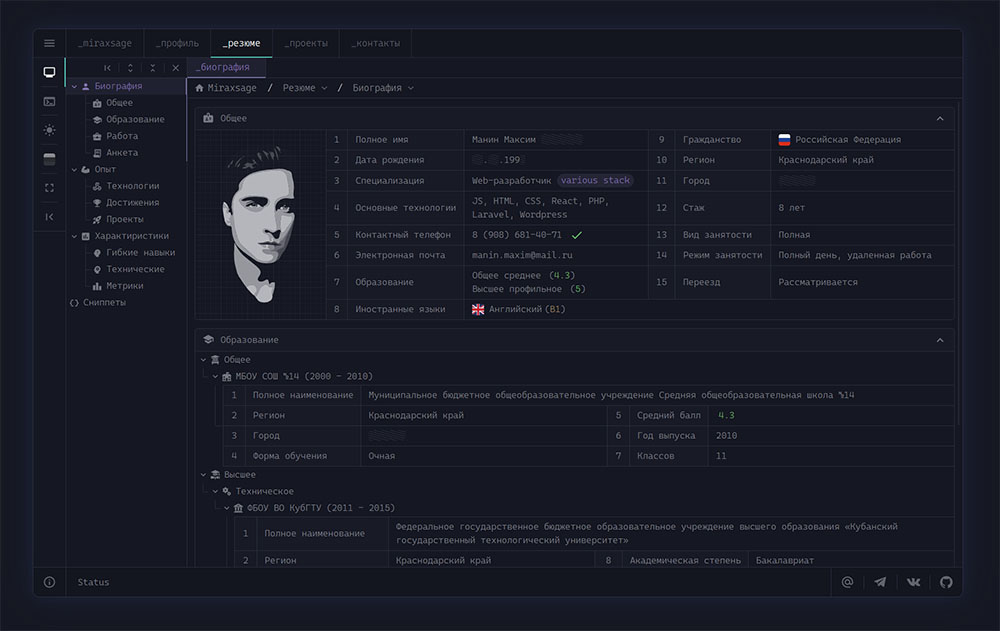 _miraxsage _профиль _резюме _проекты _контакты
_биография
Miraxsage / Резюме / Биография
Биография
Общее
Образование
Работа
Анкета
Опыт
Технологии
Достижения
Проекты
Характиристики
Гибкие навыки
Технические
Метрики
Сниппеты
Общее
1 Полное имя Манин Максим 9 Гражданство Российская Федерация
2 Дата рождения . .199 10 Регион Краснодарский край
3 Специализация Web-разработчик various stack 11 Город
4 Основные технологии JS, HTML, CSS, React, PHP, Laravel, Wordpress 12 Стаж 8 лет
5 Контактный телефон 8 (908) 681-40-71 13 Вид занятости Полная
6 Электронная почта manin.maxim@mail.ru 14 Режим занятости Полный день, удаленная работа
7 Образование Общее среднее (4.3) Высшее профильное (5) 15 Переезд Рассматривается
8 Иностранные языки Английский (B1)
Образование
Общее
МБОУ СОШ №14 (2000 - 2010)
1 Полное наименование Муниципальное бюджетное общеобразовательное учреждение Средняя общеобразовательная школа №14
2 Регион Краснодарский край 5 Средний балл 4.3
3 Город 6 Год выпуска 2010
4 Форма обучения Очная 7 Классов 11
Высшее
Техническое
ФБОУ ВО КубГТУ (2011 - 2015)
1 Полное наименование Федеральное государственное бюджетное образовательное учреждение высшего образования «Кубанский государственный технологический университет»
2 Регион Краснодарский край 8 Академическая степень Бакалавриат
Status